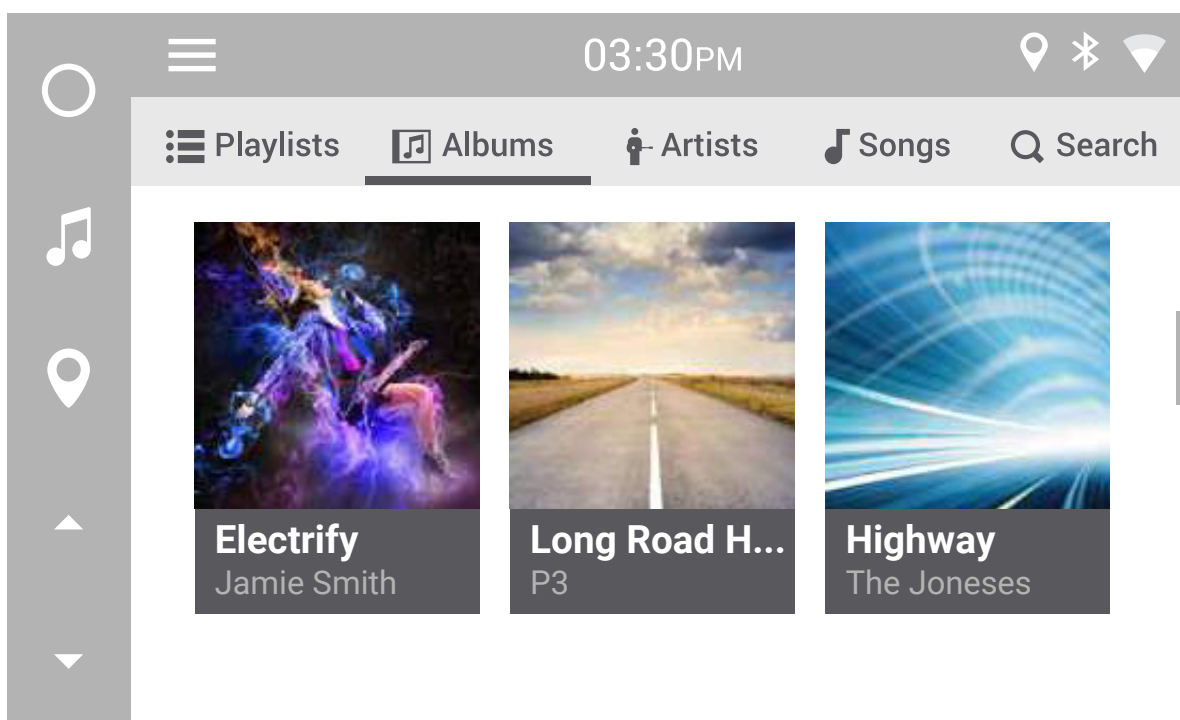 03:30PM
Playlists Albums Artists Songs Search
Electrify
Jamie Smith
Long Road H...
P3
Highway
The Joneses